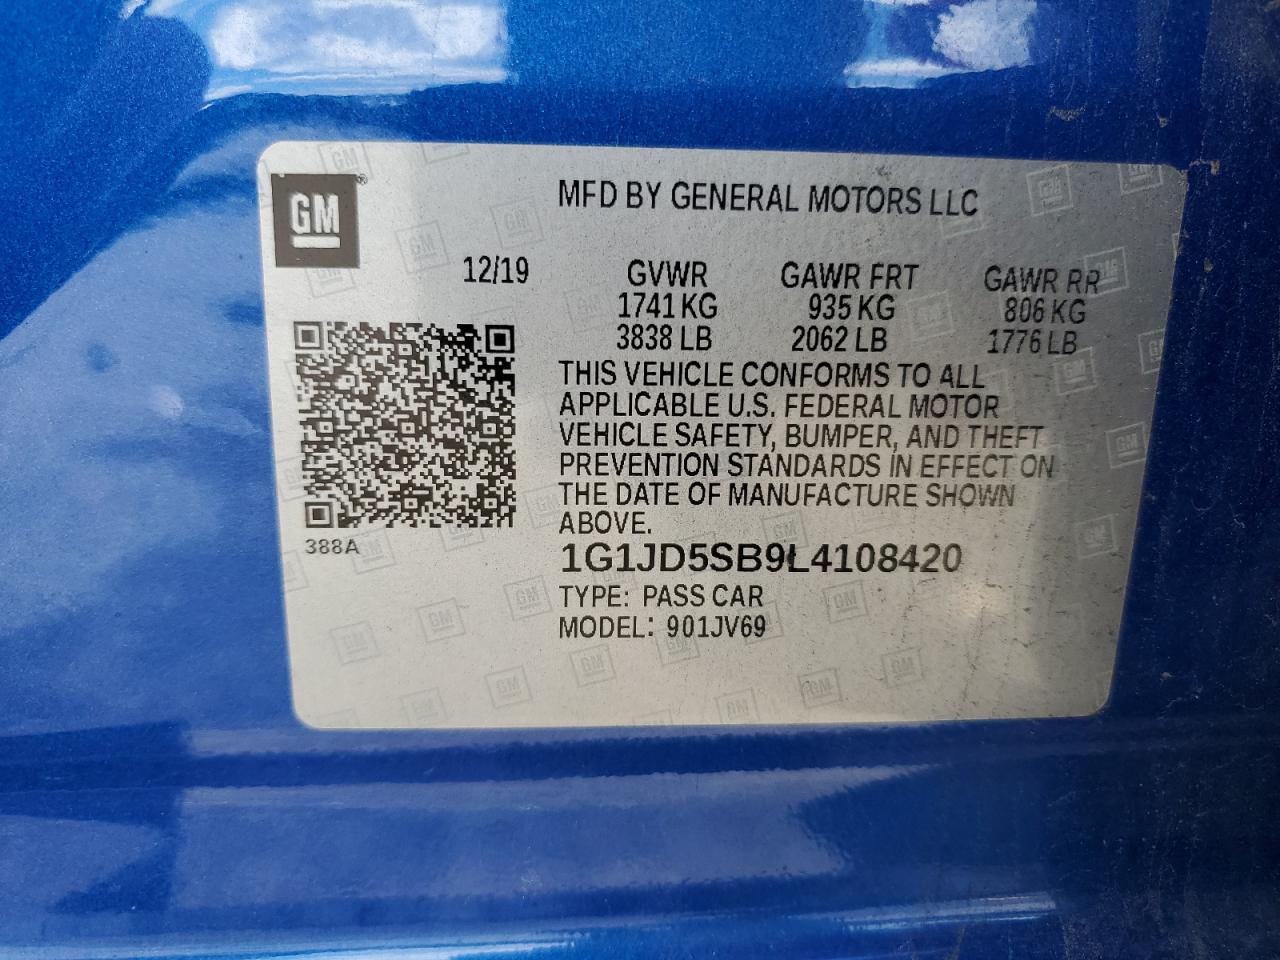 GM®
MFD BY GENERAL MOTORS LLC
12/19 GVWR GAWR FRT GAWR RR
1741 KG 935 KG 806 KG
3838 LB 2062 LB 1776 LB
THIS VEHICLE CONFORMS TO ALL
APPLICABLE U.S. FEDERAL MOTOR
VEHICLE SAFETY, BUMPER, AND THEFT
PREVENTION STANDARDS IN EFFECT ON
THE DATE OF MANUFACTURE SHOWN
ABOVE.
388A
1G1JD5SB9L4108420
TYPE: PASS CAR
MODEL: 901JV69